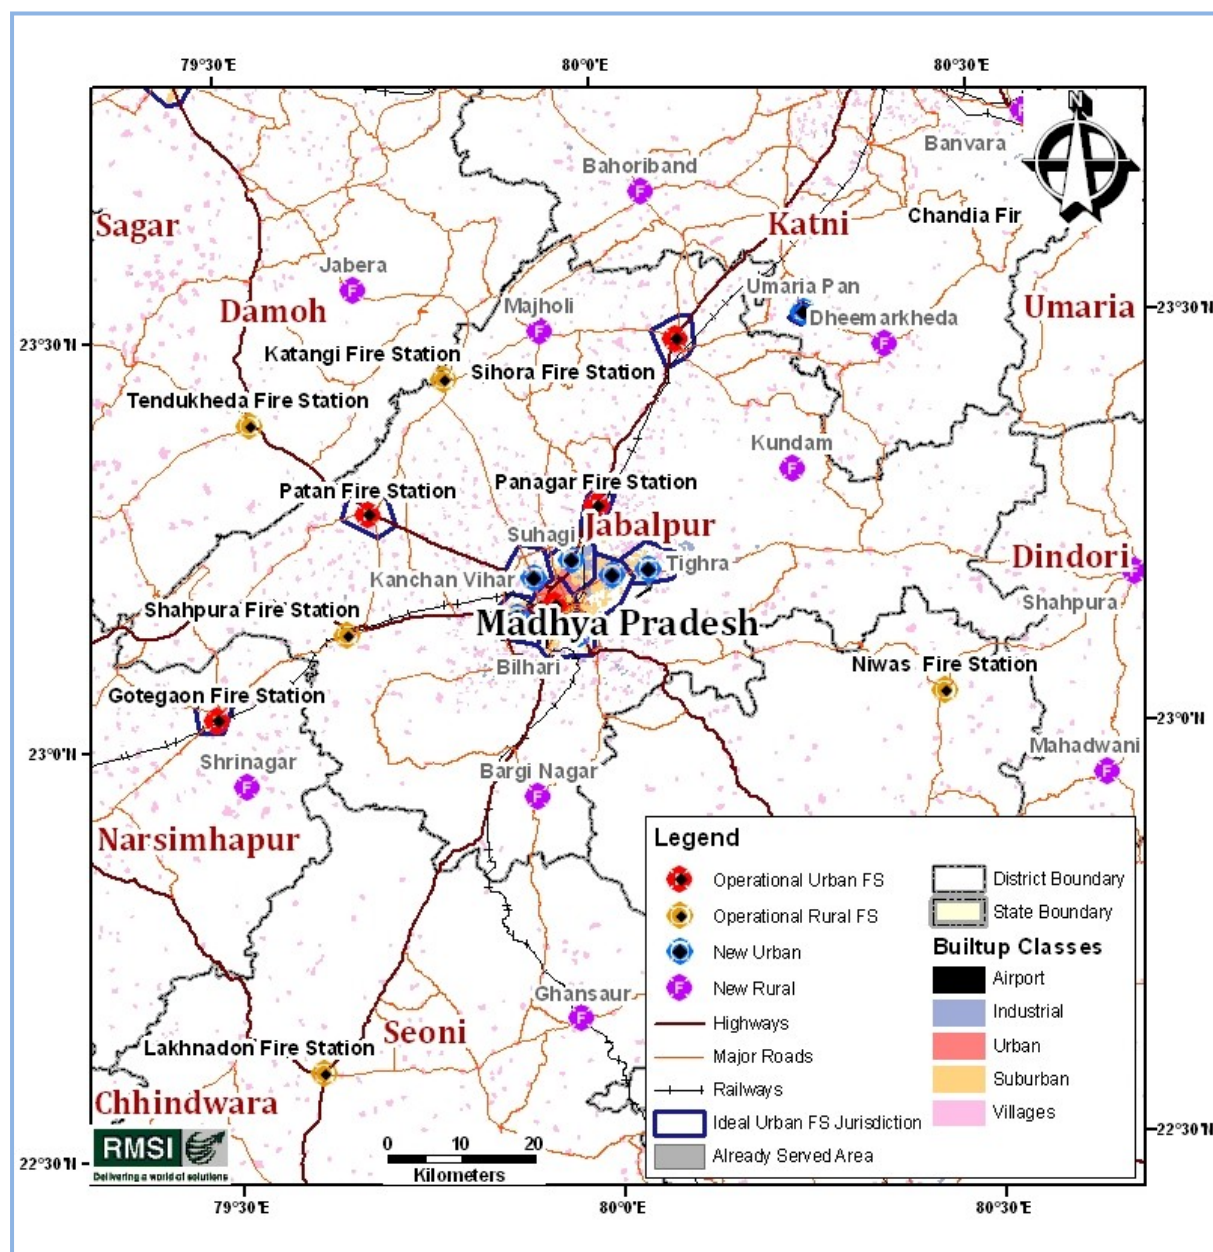 79°30'E 80°0'E 80°30'E
N
Banvara
Bahoriband
Sagar
Katni
Chandia Fir
Jabera
Umaria Pan
Damoh
Majholi
Dheemarkheda
Umaria
23°30'N
23°30'N
Katangi Fire Station
Sihora Fire Station
Tendukheda Fire Station
Kundam
Patan Fire Station
Panagar Fire Station
Jabalpur
Suhagi
Tighra
Dindori
Kanchan Vihar
Shahpura
Shahpura Fire Station
Madhya Pradesh
Bilhari
Niwas Fire Station
Gotegaon Fire Station
23°0'N
23°0'N
Mahadwani
Shrinagar
Bargi Nagar
Narsimhapur
Legend
Operational Urban FS
Operational Rural FS
New Urban
New Rural
Highways
Major Roads
Railways
Ideal Urban FS Jurisdiction
Already Served Area
District Boundary
State Boundary
Builtup Classes
Airport
Industrial
Urban
Suburban
Villages
Ghansaur
Seoni
Lakhnadon Fire Station
Chhindwara
RMSI
Delivering a world of solutions
0 10 20
Kilometers
22°30'N
22°30'N
79°30'E 80°0'E 80°30'E